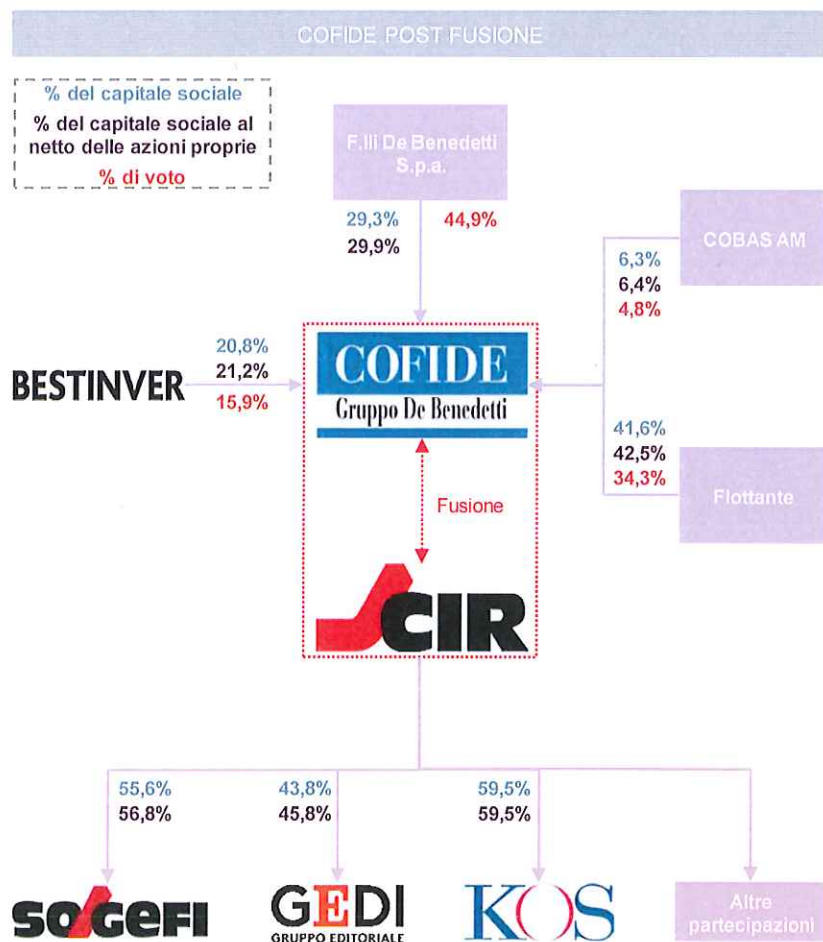 COFIDE POST FUSIONE
% del capitale sociale
% del capitale sociale al
netto delle azioni proprie
% di voto
F.lli De Benedetti
S.p.a.
29,3%
44,9%
29,9%
COBAS AM
6,3%
6,4%
4,8%
BESTINVER
20,8%
21,2%
15,9%
COFIDE
Gruppo De Benedetti
41,6%
42,5%
34,3%
Flottante
Fusione
CIR
55,6%
56,8%
43,8%
45,8%
59,5%
59,5%
SOGEFI
GEDI
GRUPPO EDITORIALE
KOS
Altre
partecipazioni